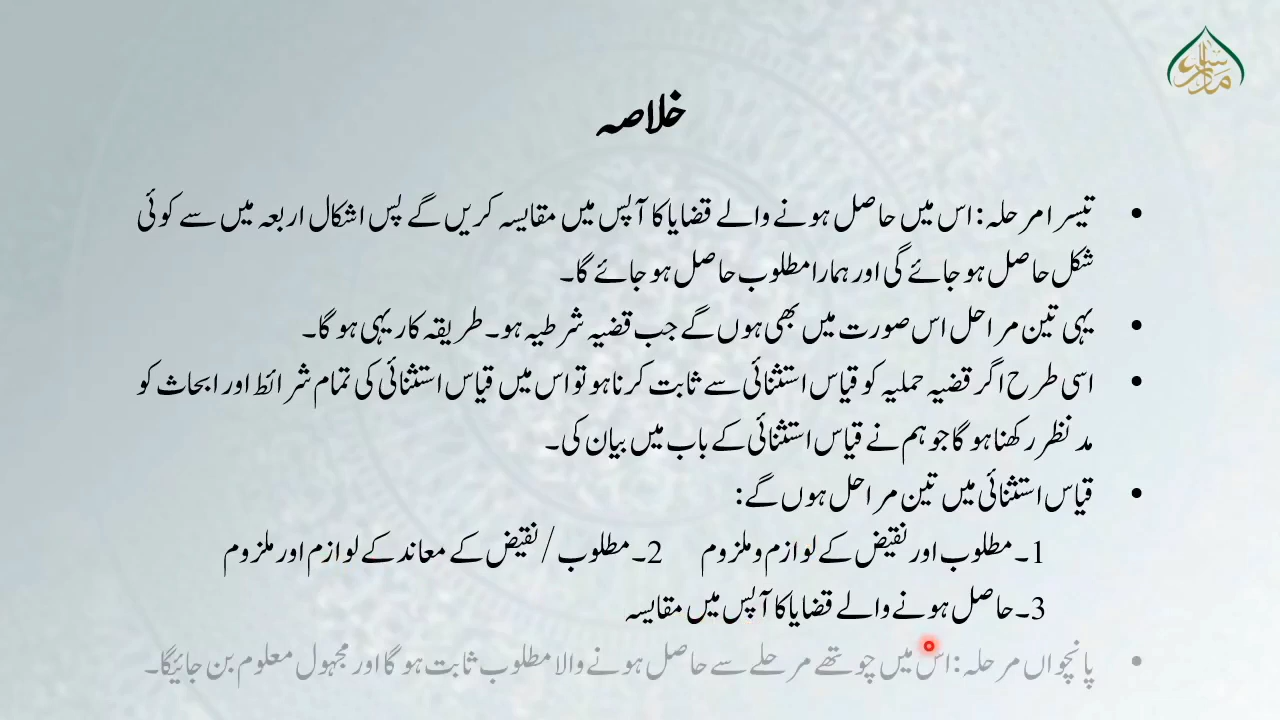 خلاصہ
تیسرا مرحلہ: اس میں حاصل ہونے والے قضایا کا آپس میں مقایسہ کریں گے پس اشکال اربعہ میں سے کوئی
شکل حاصل ہو جائے گی اور ہمارا مطلوب حاصل ہو جائے گا۔
یہی تین مراحل اس صورت میں بھی ہوں گے جب قضیہ شرطیہ ہو۔ طریقہ کار یہی ہو گا۔
اسی طرح اگر قضیہ حملیہ کو قیاس استثنائی سے ثابت کرنا ہو تو اس میں قیاس استثنائی کی تمام شرائط اور ابحاث کو
مد نظر رکھنا ہو گا جو ہم نے قیاس استثنائی کے باب میں بیان کی۔
قیاس استثنائی میں تین مراحل ہوں گے:
1۔ مطلوب اور نقیض کے لوازم و ملزوم 2۔ مطلوب / نقیض کے معاند کے لوازم اور ملزوم
3۔ حاصل ہونے والے قضایا کا آپس میں مقایسہ
پانچواں مرحلہ: اس میں چوتھے مرحلے سے حاصل ہونے والا مطلوب ثابت ہو گا اور مجہول معلوم بن جائیگا۔